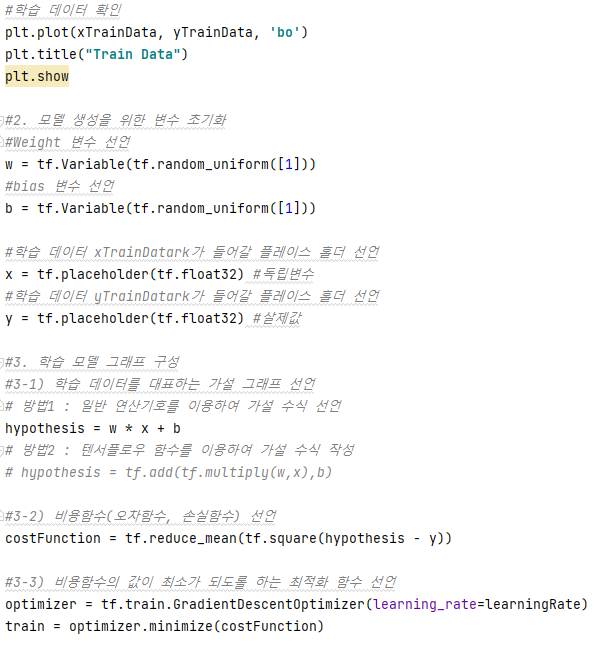 #학습 데이터 확인
plt.plot(xTrainData, yTrainData, 'bo')
plt.title("Train Data")
plt.show
#2. 모델 생성을 위한 변수 초기화
#Weight 변수 선언
w = tf.Variable(tf.random_uniform([1]))
#bias 변수 선언
b = tf.Variable(tf.random_uniform([1]))
#학습 데이터 xTrainDatark가 들어갈 플레이스 홀더 선언
x = tf.placeholder(tf.float32) #독립변수
#학습 데이터 yTrainDatark가 들어갈 플레이스 홀더 선언
y = tf.placeholder(tf.float32) #실제값
#3. 학습 모델 그래프 구성
#3-1) 학습 데이터를 대표하는 가설 그래프 선언
# 방법1 : 일반 연산기호를 이용하여 가설 수식 선언
hypothesis = w * x + b
# 방법2 : 텐서플로우 함수를 이용하여 가설 수식 작성
# hypothesis = tf.add(tf.multiply(w,x),b)
#3-2) 비용함수(오차함수, 손실함수) 선언
costFunction = tf.reduce_mean(tf.square(hypothesis - y))
#3-3) 비용함수의 값이 최소가 되도롤 하는 최적화 함수 선언
optimizer = tf.train.GradientDescentOptimizer(learning_rate=learningRate)
train = optimizer.minimize(costFunction)